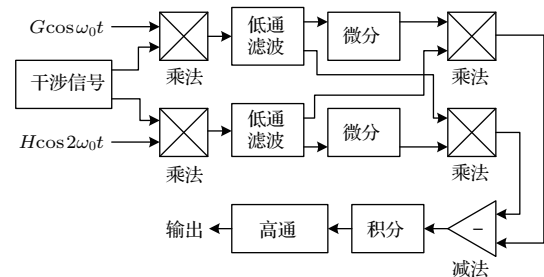 Gcosω₀t
乘法
低通
滤波
微分
乘法
干涉信号
Hcos2ω₀t
乘法
低通
滤波
微分
乘法
输出
高通
积分
−
减法